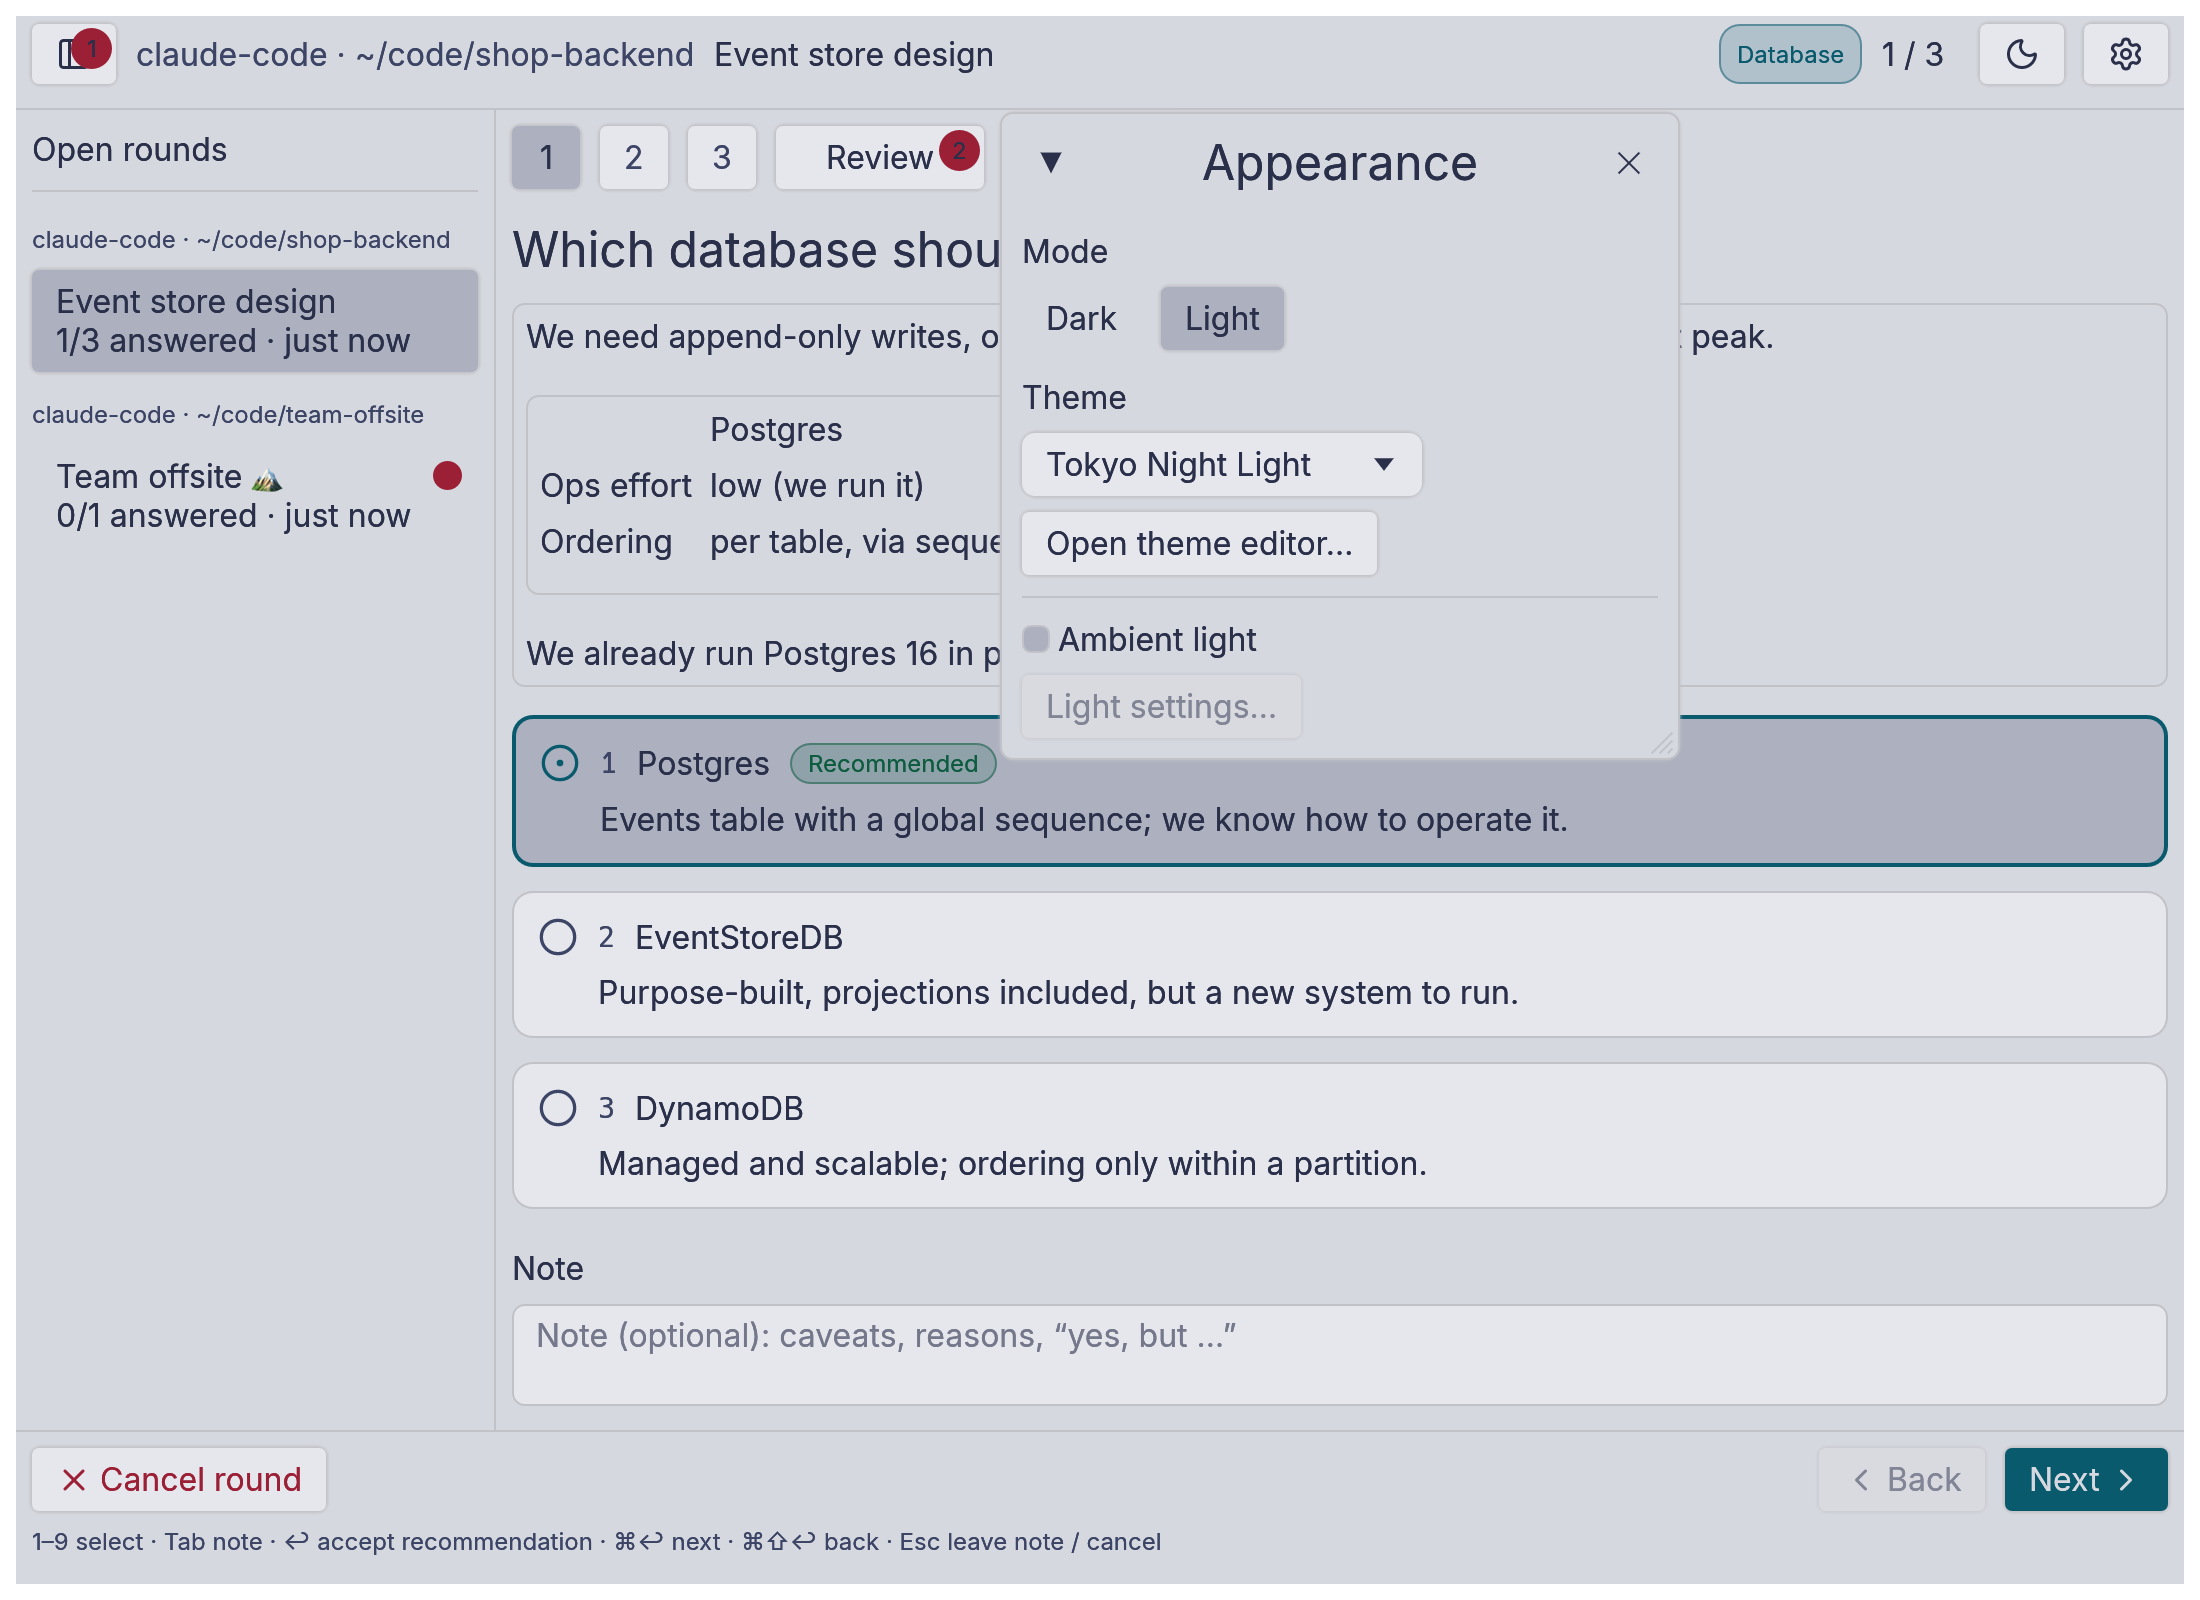 1
claude-code · ~/code/shop-backend Event store design
Database
1 / 3
Open rounds
claude-code · ~/code/shop-backend
Event store design
1/3 answered · just now
claude-code · ~/code/team-offsite
Team offsite 🏔️
0/1 answered · just now
1
2
3
Review 2
Which database shou
We need append-only writes, o
peak.
Postgres
Ops effort low (we run it)
Ordering per table, via seque
We already run Postgres 16 in p
▼ Appearance
Mode
Dark Light
Theme
Tokyo Night Light ▼
Open theme editor…
Ambient light
Light settings…
1 Postgres Recommended
Events table with a global sequence; we know how to operate it.
2 EventStoreDB
Purpose-built, projections included, but a new system to run.
3 DynamoDB
Managed and scalable; ordering only within a partition.
Note
Note (optional): caveats, reasons, “yes, but …”
Cancel round
Back
Next
1–9 select · Tab note · ↩ accept recommendation · ⌘↩ next · ⌘⇧↩ back · Esc leave note / cancel